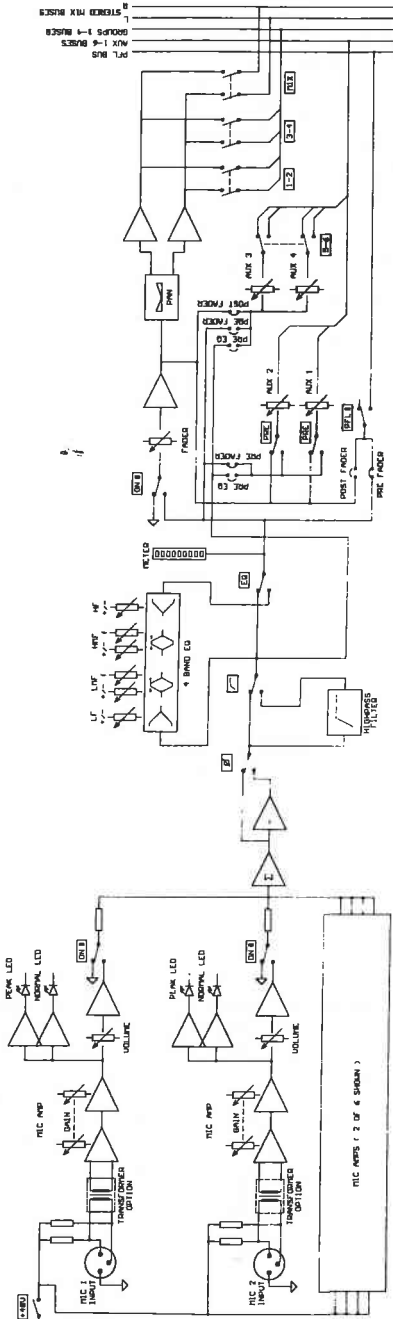 R
STEREO MIX BUSES
L
GROUPS 1-4 BUSES
AUX 1-6 BUSES
PFL BUS
MIX
3-4
1-2
PAN
FADER
ON
POST FADER
PRE FADER
PRE EQ
AUX 3
AUX 4
5-6
AUX 2
AUX 1
PRE
PRE
PRE FADER
PRE EQ
PFL
POST FADER
PRE FADER
METER
EQ
HF
HMF
LMF
LF
4 BAND EQ
HIGHPASS
FILTER
Ø
Σ
-
PEAK LED
NORMAL LED
ON
VOLUME
MIC AMP
GAIN
TRANSFORMER
OPTION
MIC 1
INPUT
+48V
PEAK LED
NORMAL LED
ON
VOLUME
MIC AMP
GAIN
TRANSFORMER
OPTION
MIC 2
INPUT
MIC AMPS ( 2 OF 6 SHOWN )